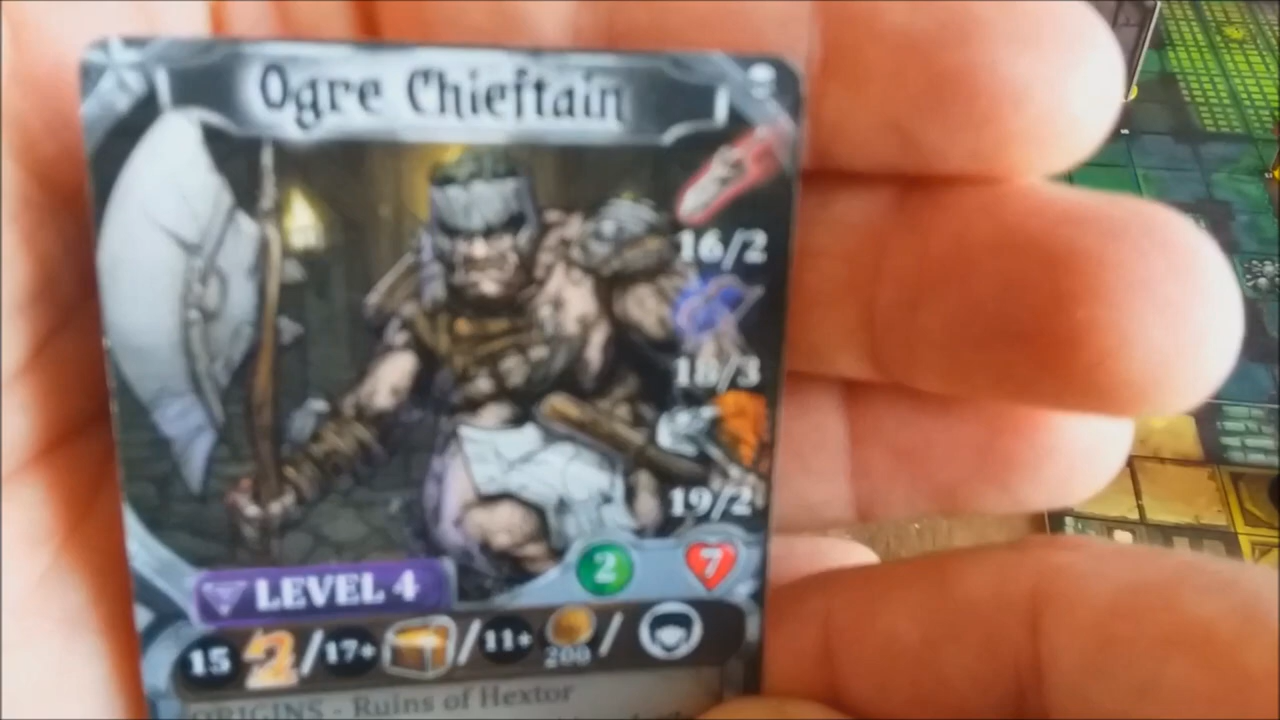 Ogre Chieftain
16/2
18/3
19/2
2 7
LEVEL 4
15 / 17+ / 11+ 200 /
ORIGINS - Ruins of Hextor